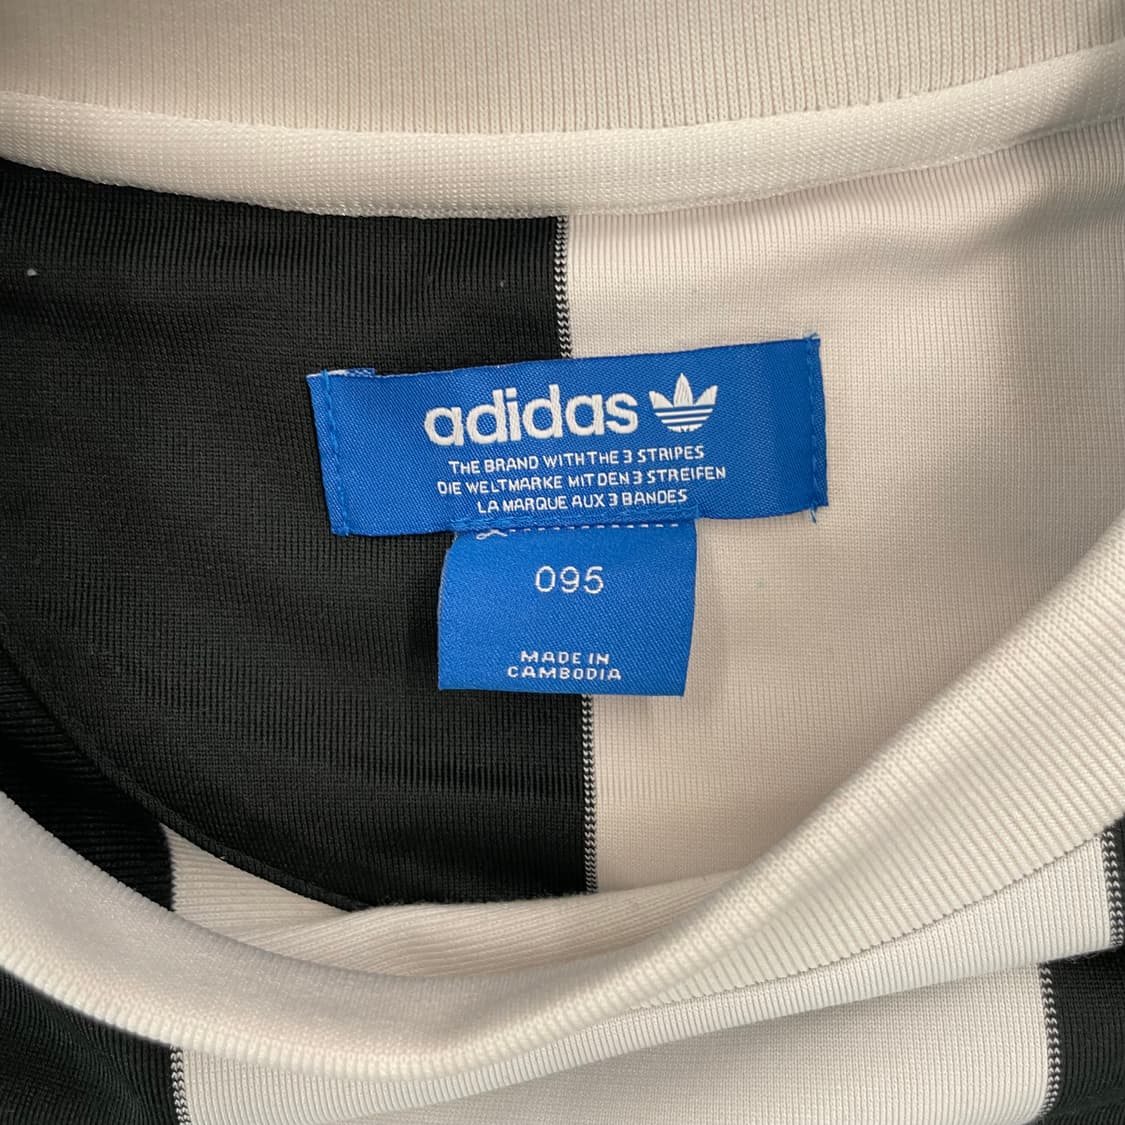 adidas
THE BRAND WITH THE 3 STRIPES
DIE WELTMARKE MIT DEN 3 STREIFEN
LA MARQUE AUX 3 BANDES
095
MADE IN
CAMBODIA